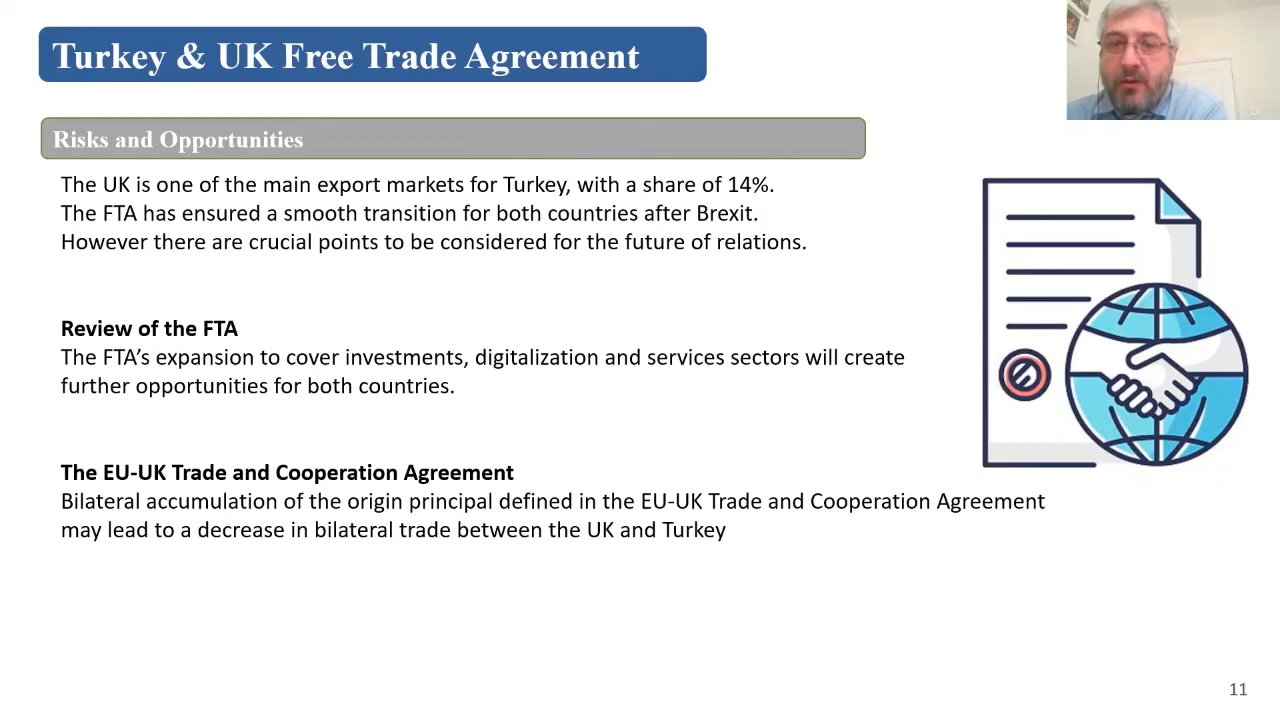 Turkey & UK Free Trade Agreement
Risks and Opportunities
The UK is one of the main export markets for Turkey, with a share of 14%.
The FTA has ensured a smooth transition for both countries after Brexit.
However there are crucial points to be considered for the future of relations.
Review of the FTA
The FTA’s expansion to cover investments, digitalization and services sectors will create
further opportunities for both countries.
The EU-UK Trade and Cooperation Agreement
Bilateral accumulation of the origin principal defined in the EU-UK Trade and Cooperation Agreement
may lead to a decrease in bilateral trade between the UK and Turkey
11